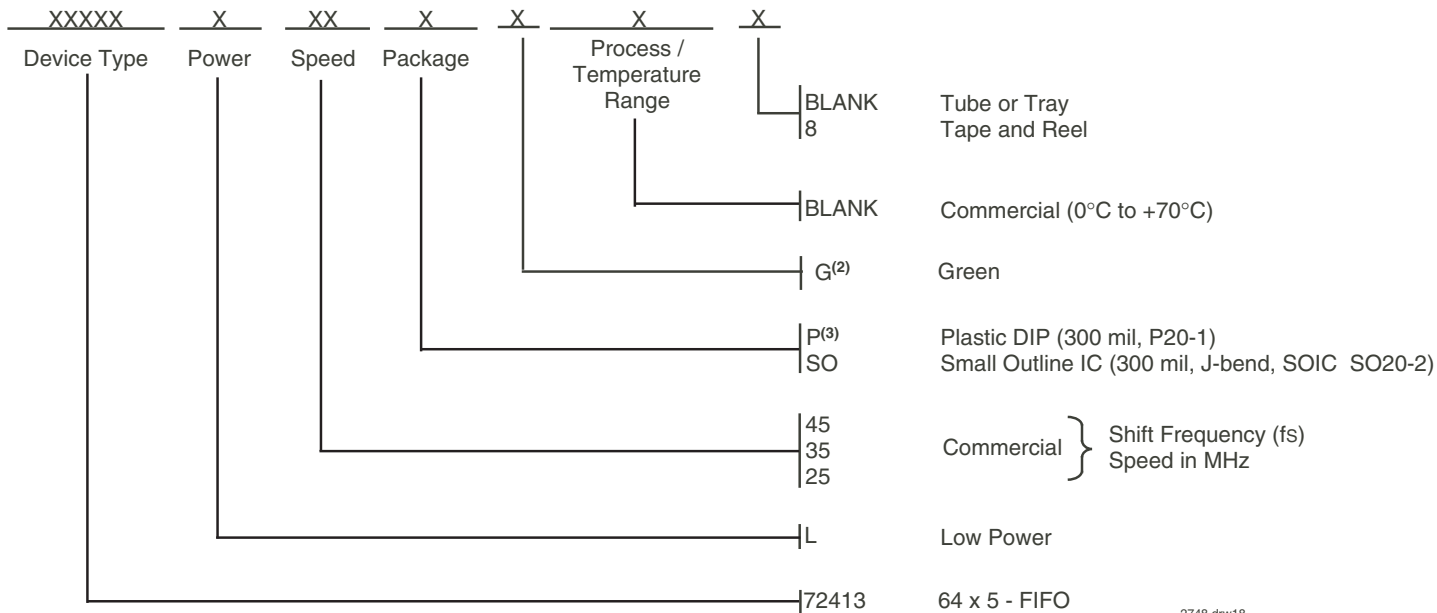 XXXXX X XX X X X X
Device Type Power Speed Package Process /
Temperature
Range
BLANK Tube or Tray
8 Tape and Reel
BLANK Commercial (0°C to +70°C)
G(2) Green
P(3) Plastic DIP (300 mil, P20-1)
SO Small Outline IC (300 mil, J-bend, SOIC SO20-2)
45
35
25
Commercial
Shift Frequency (fs)
Speed in MHz
L Low Power
72413 64 x 5 - FIFO
2748 drw18